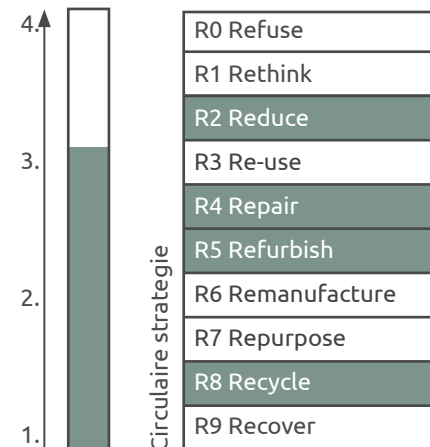 4.
3.
2.
1.
Circulaire strategie
R0 Refuse
R1 Rethink
R2 Reduce
R3 Re-use
R4 Repair
R5 Refurbish
R6 Remanufacture
R7 Repurpose
R8 Recycle
R9 Recover